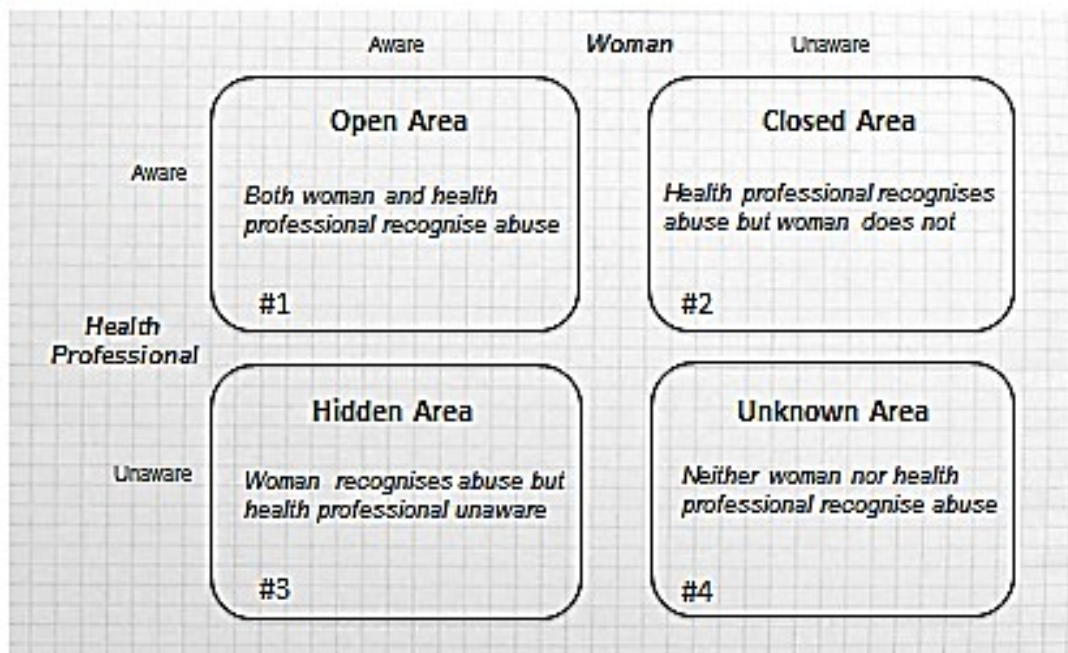 Aware Woman Unaware
Open Area
Closed Area
Aware
Both woman and health
professional recognise abuse
Health professional recognises
abuse but woman does not
#1
#2
Health
Professional
Hidden Area
Unknown Area
Unaware
Woman recognises abuse but
health professional unaware
Neither woman nor health
professional recognise abuse
#3
#4